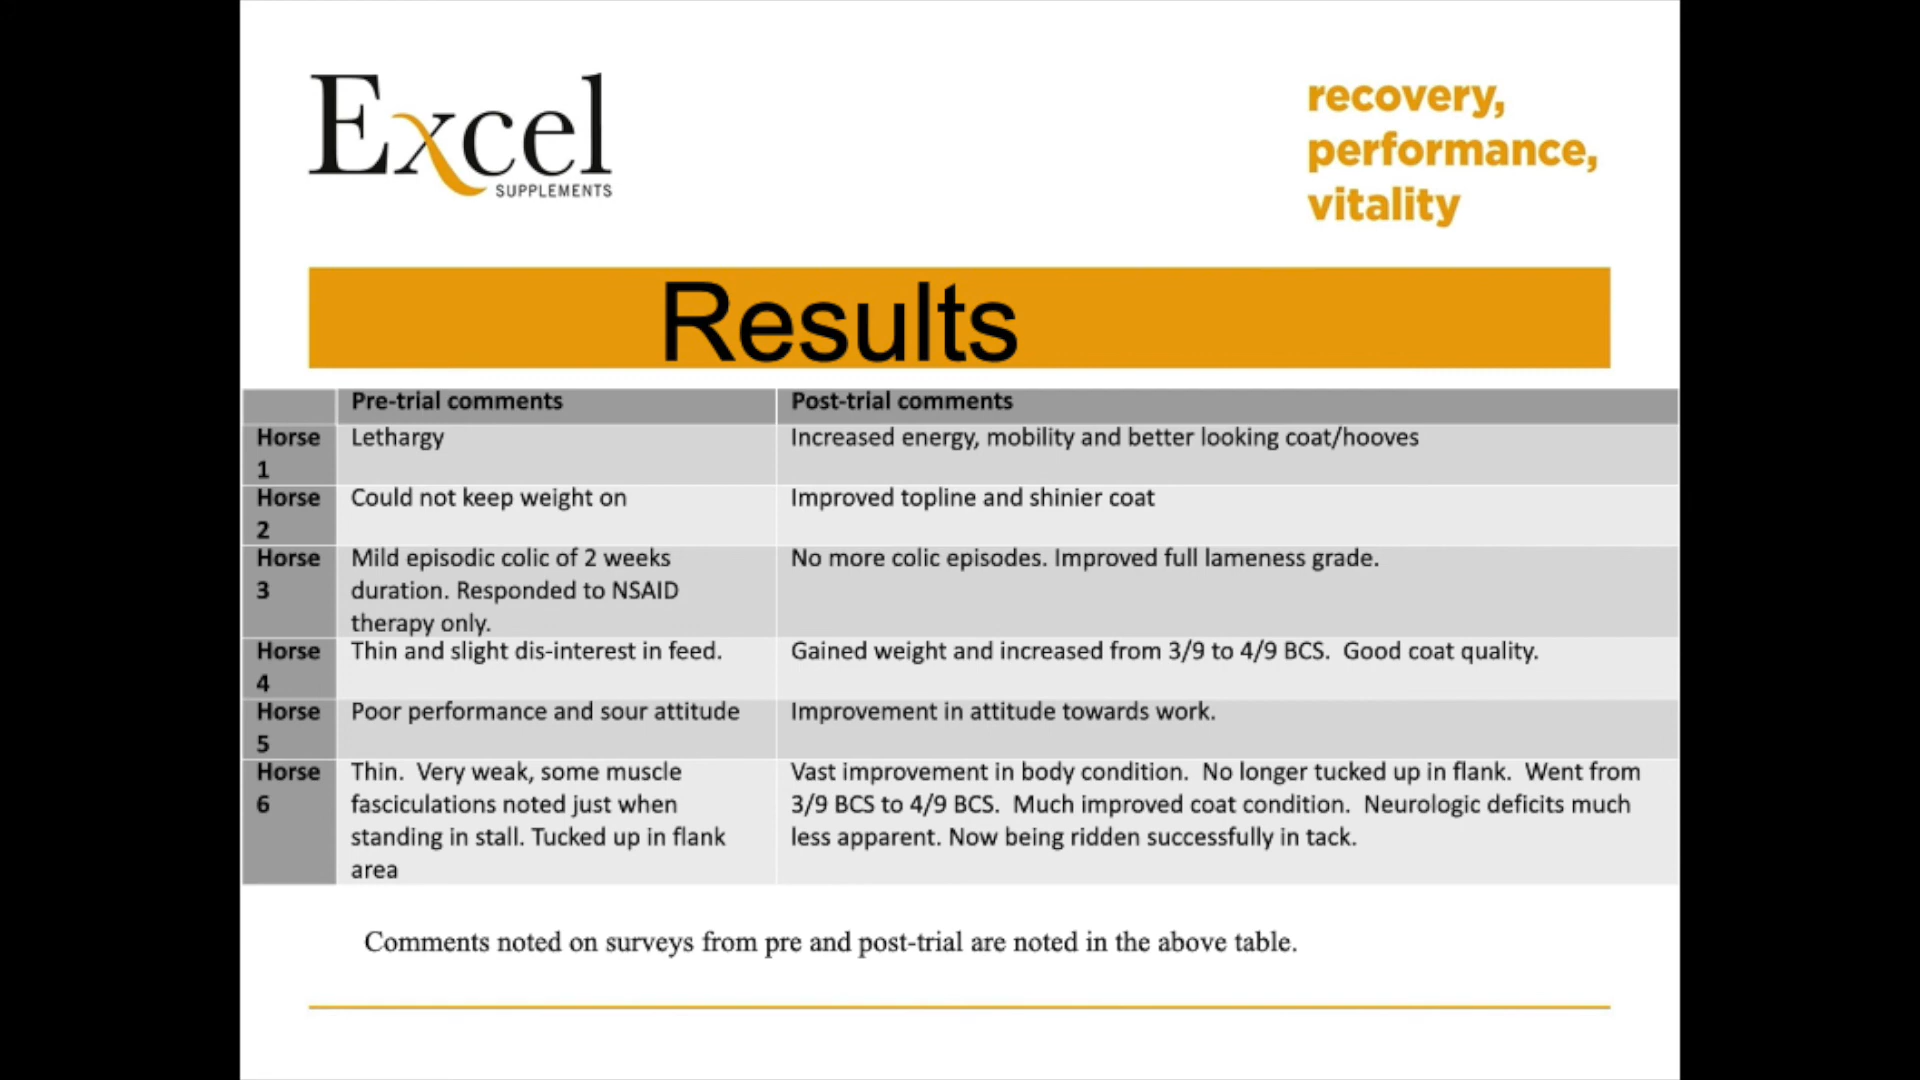 Excel
SUPPLEMENTS
recovery,
performance,
vitality
Results
Pre-trial comments
Post-trial comments
Horse
1
Lethargy
Increased energy, mobility and better looking coat/hooves
Horse
2
Could not keep weight on
Improved topline and shinier coat
Horse
3
Mild episodic colic of 2 weeks
duration. Responded to NSAID
therapy only.
No more colic episodes. Improved full lameness grade.
Horse
4
Thin and slight dis-interest in feed.
Gained weight and increased from 3/9 to 4/9 BCS. Good coat quality.
Horse
5
Poor performance and sour attitude
Improvement in attitude towards work.
Horse
6
Thin. Very weak, some muscle
fasciculations noted just when
standing in stall. Tucked up in flank
area
Vast improvement in body condition. No longer tucked up in flank. Went from
3/9 BCS to 4/9 BCS. Much improved coat condition. Neurologic deficits much
less apparent. Now being ridden successfully in tack.
Comments noted on surveys from pre and post-trial are noted in the above table.